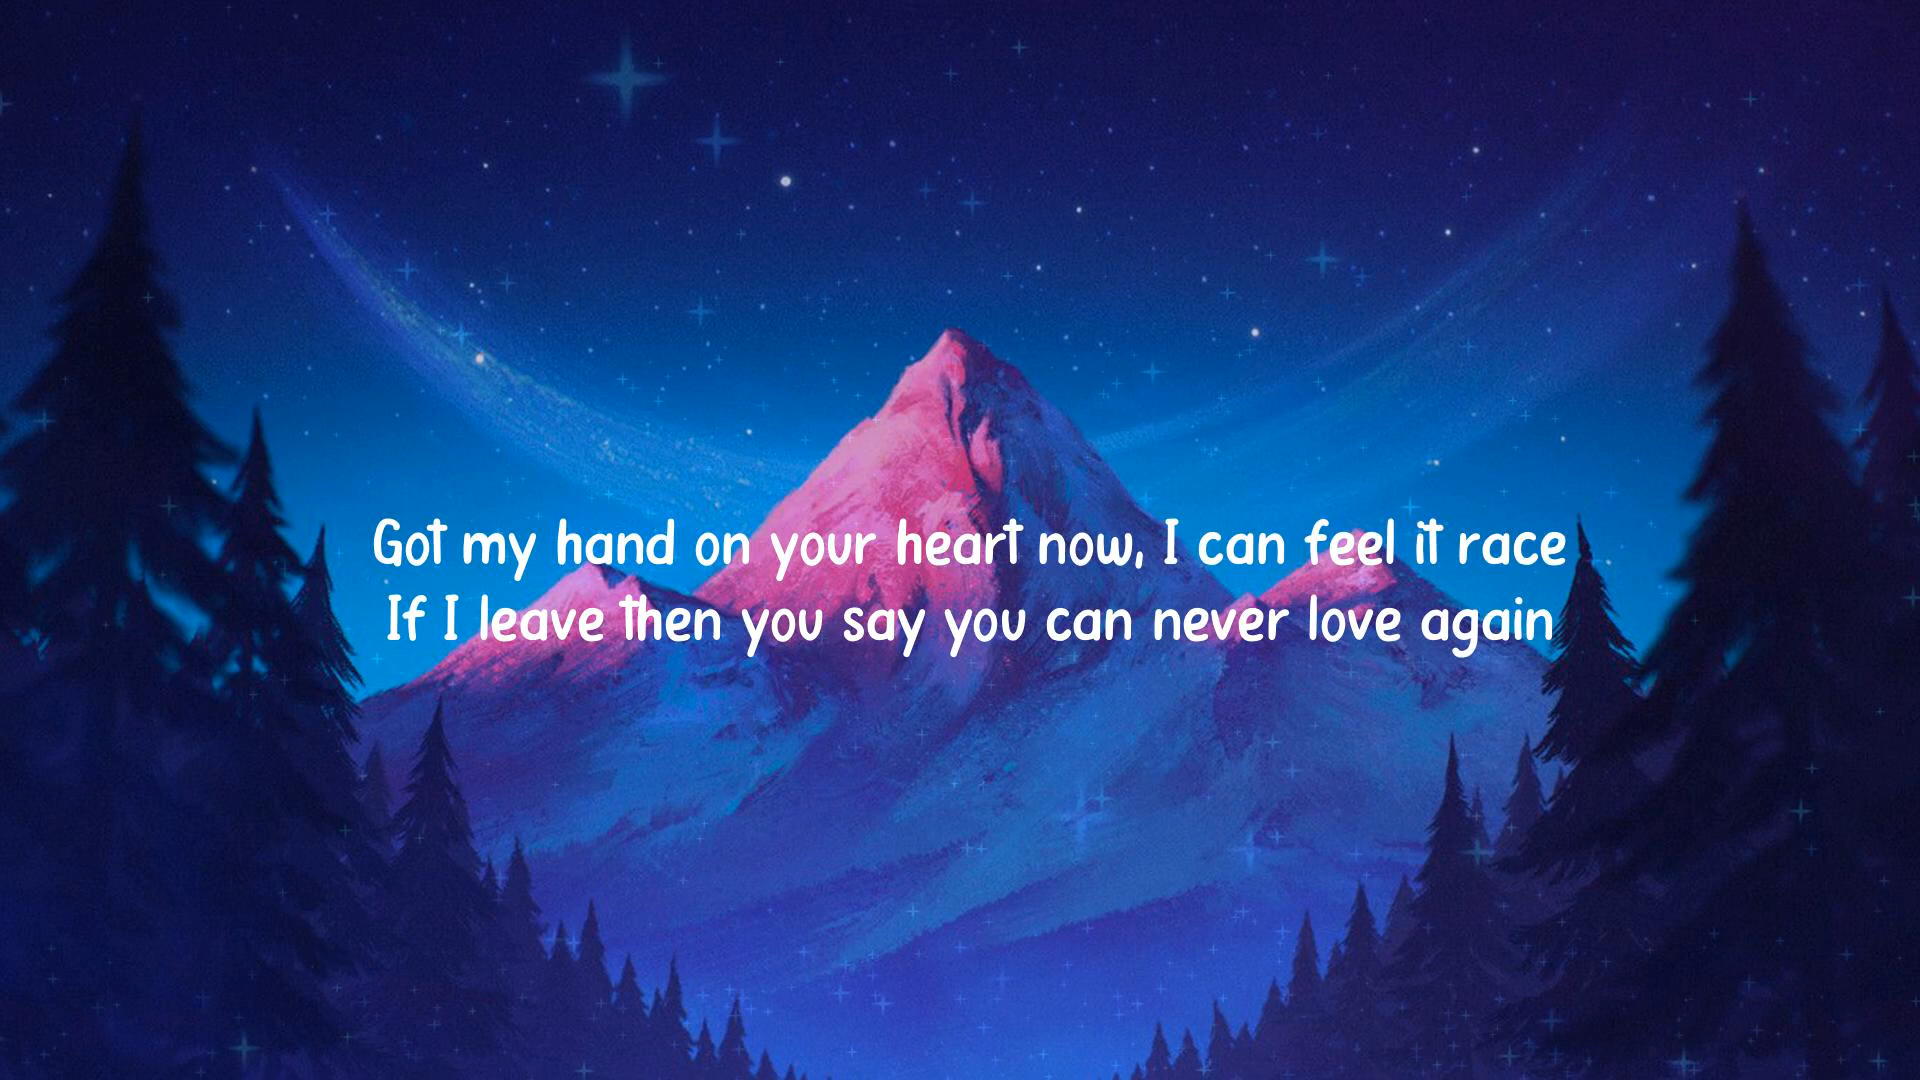 Got my hand on your heart now, I can feel it race
If I leave then you say you can never love again